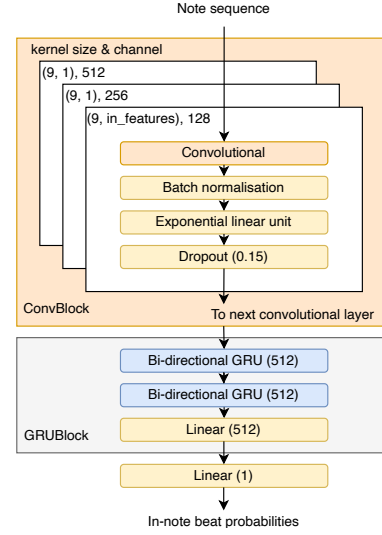 Note sequence
kernel size & channel
(9, 1), 512
(9, 1), 256
(9, in_features), 128
Convolutional
Batch normalisation
Exponential linear unit
Dropout (0.15)
To next convolutional layer
ConvBlock
Bi-directional GRU (512)
Bi-directional GRU (512)
Linear (512)
GRUBlock
Linear (1)
In-note beat probabilities